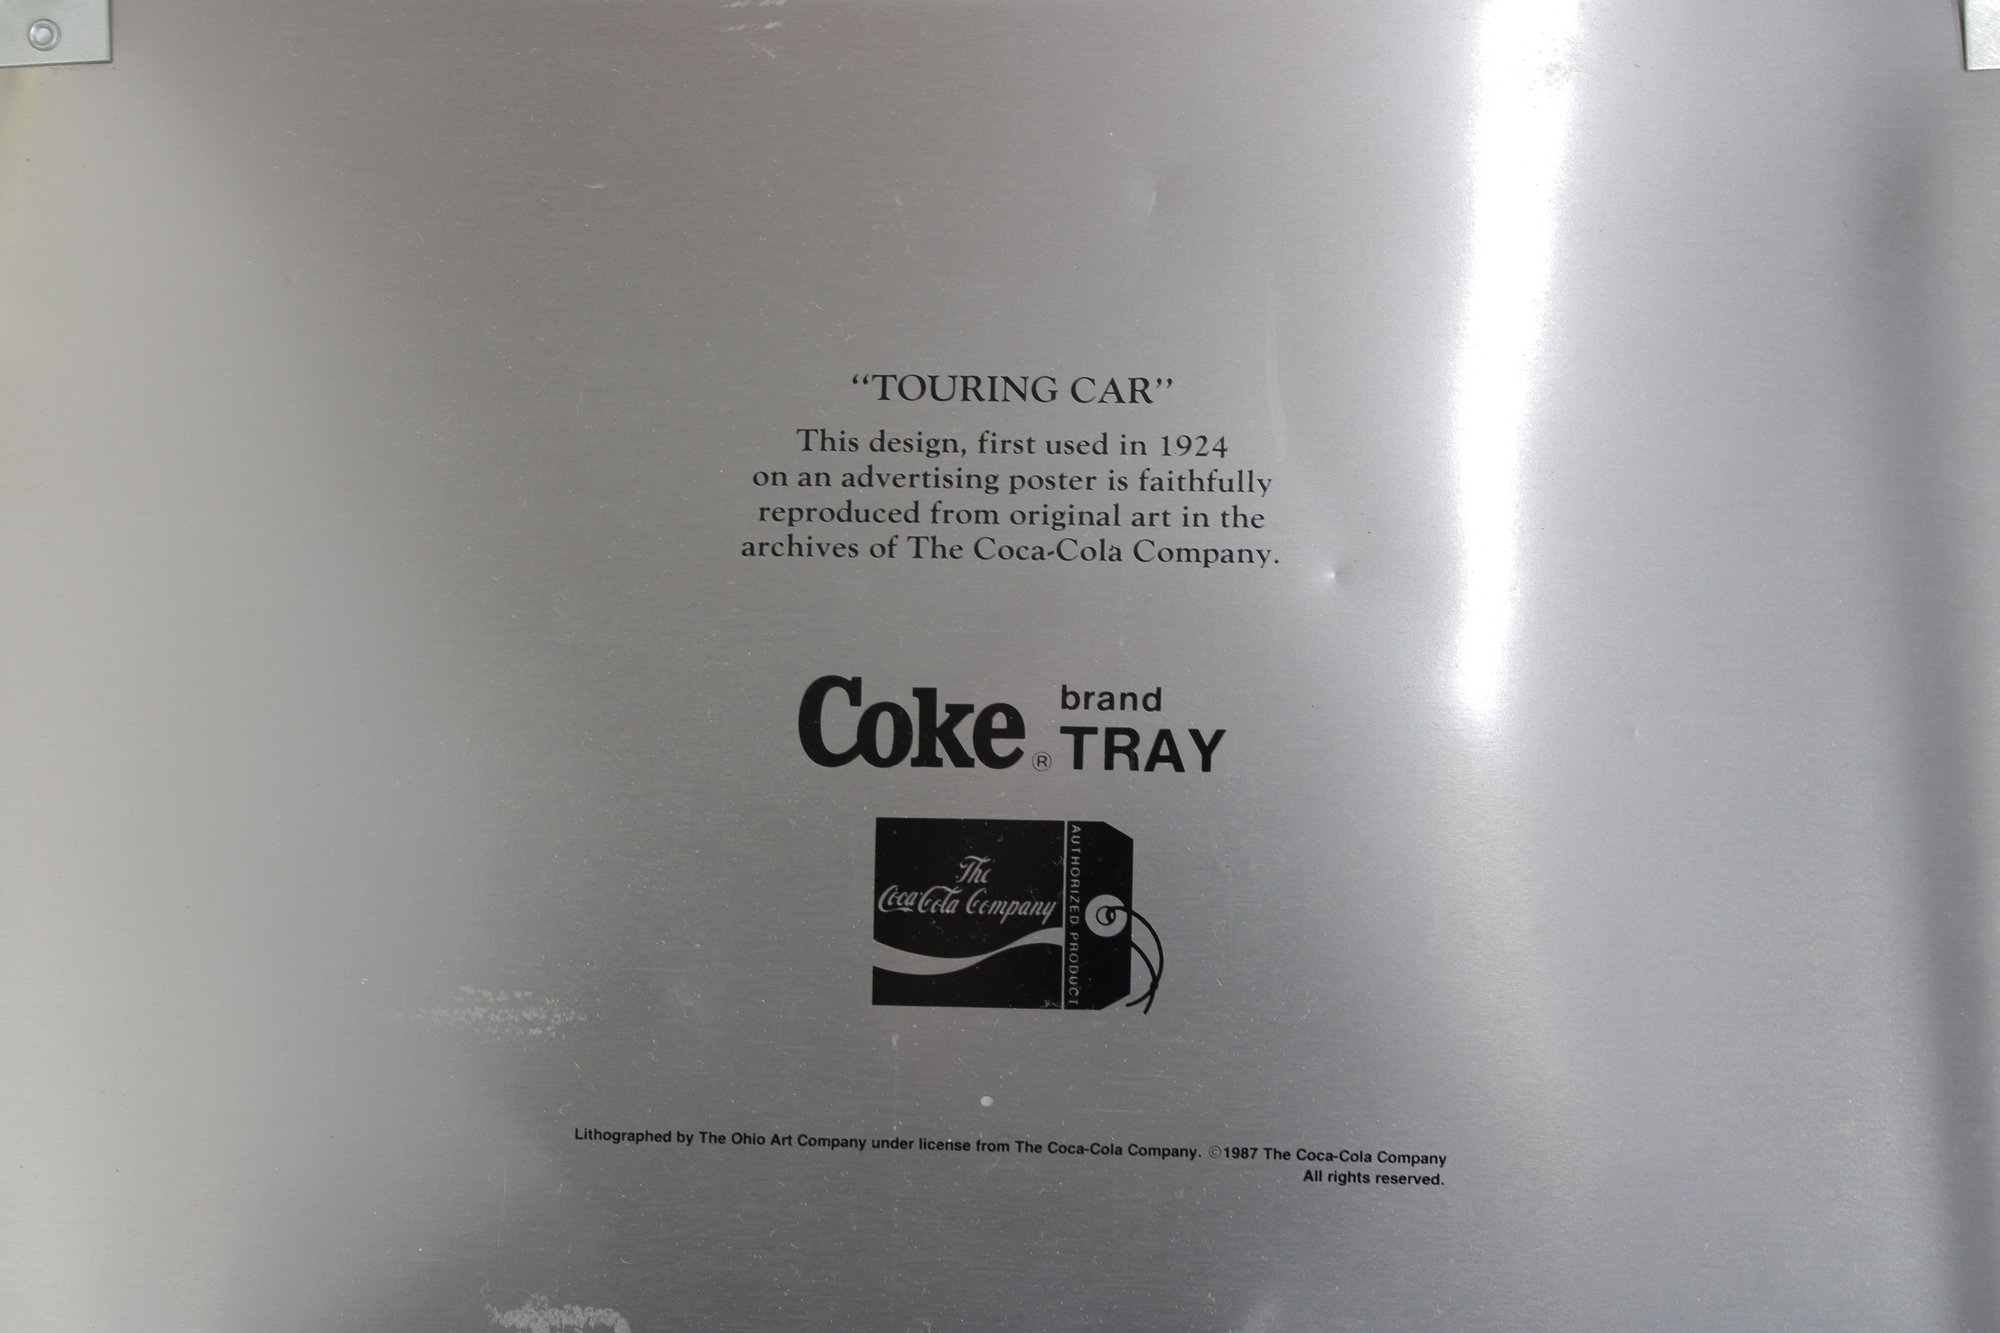 “TOURING CAR”
This design, first used in 1924
on an advertising poster is faithfully
reproduced from original art in the
archives of The Coca-Cola Company.
Coke ® brand
TRAY
The
Coca-Cola Company
AUTHORIZED PRODUCT
Lithographed by The Ohio Art Company under license from The Coca-Cola Company. ©1987 The Coca-Cola Company
All rights reserved.